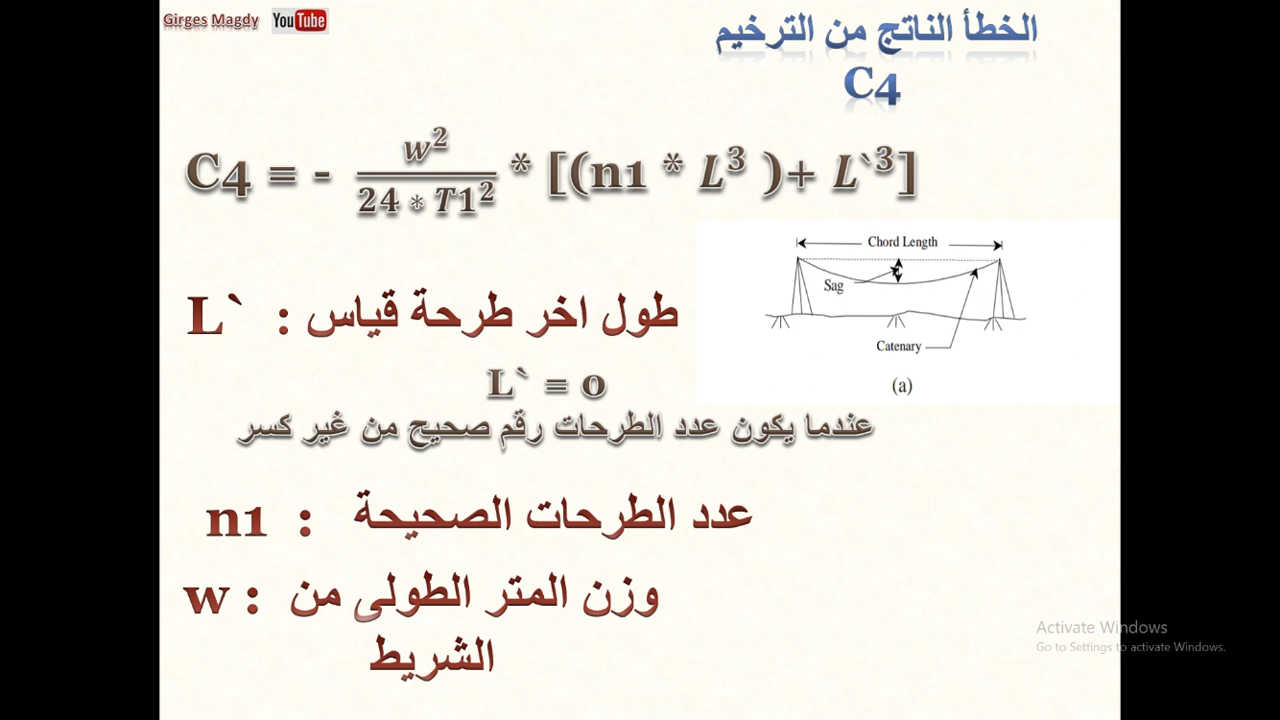 Girges Magdy YouTube
الخطأ الناتج من الترخيم
C4
C4 = - w² / 24 * T1² * [(n1 * L³ )+ L`³]
Chord Length
Sag
Catenary
(a)
L` : طول اخر طرحة قياس
L` = 0
عندما يكون عدد الطرحات رقم صحيح من غير كسر
n1 : عدد الطرحات الصحيحة
w : وزن المتر الطولى من
الشريط
Activate Windows
Go to Settings to activate Windows.